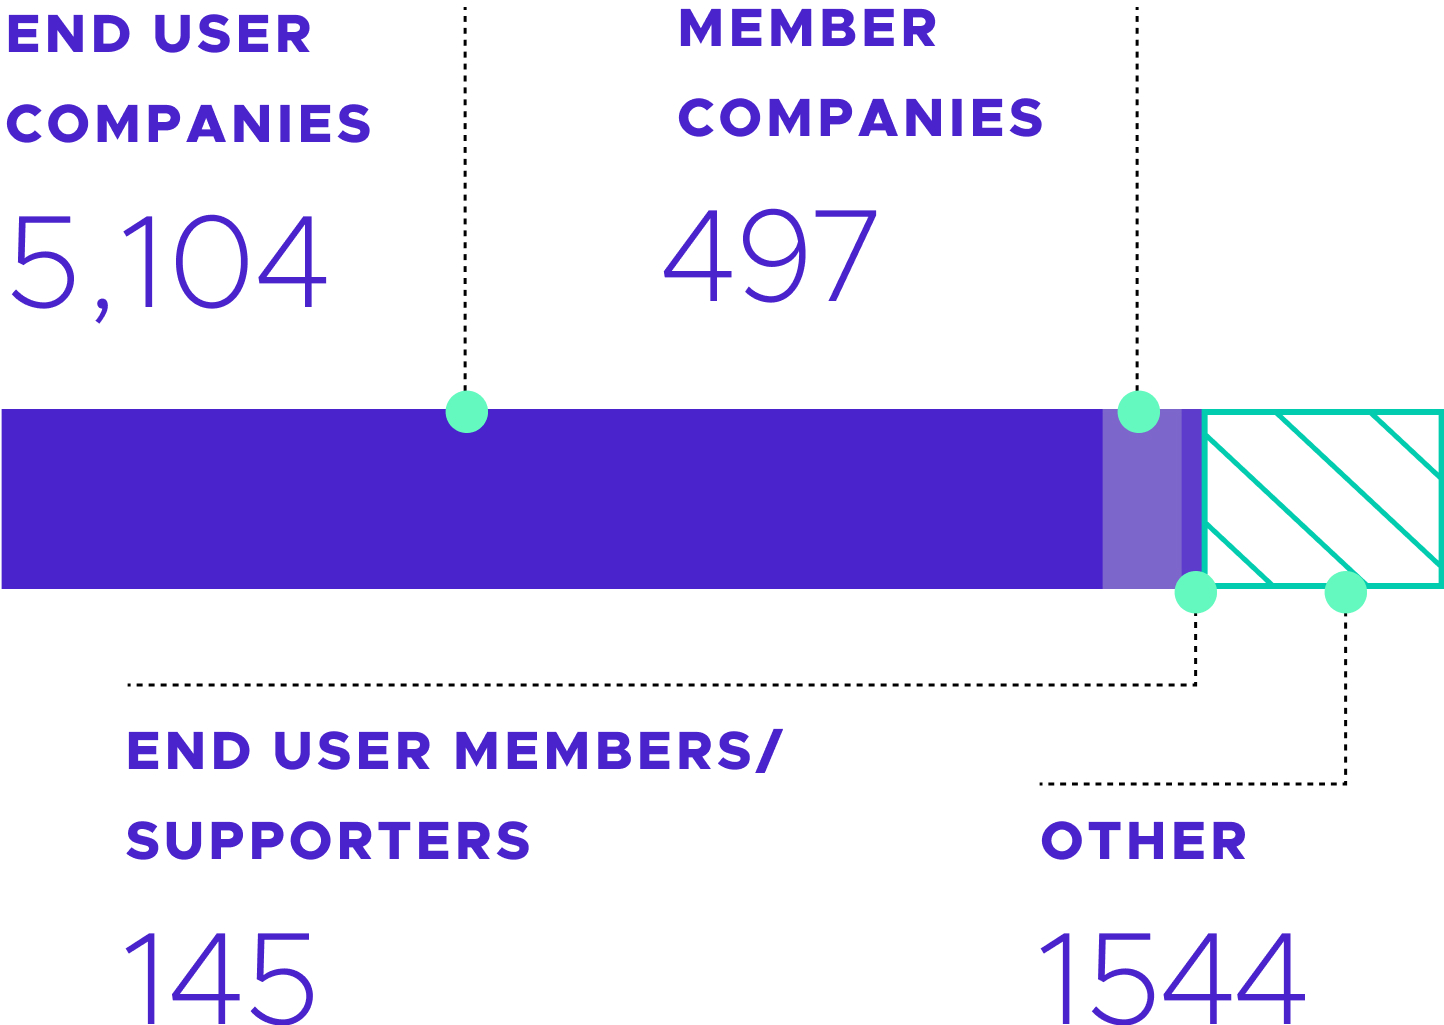 END USER
COMPANIES
5,104
MEMBER
COMPANIES
497
END USER MEMBERS/
SUPPORTERS
145
OTHER
1544